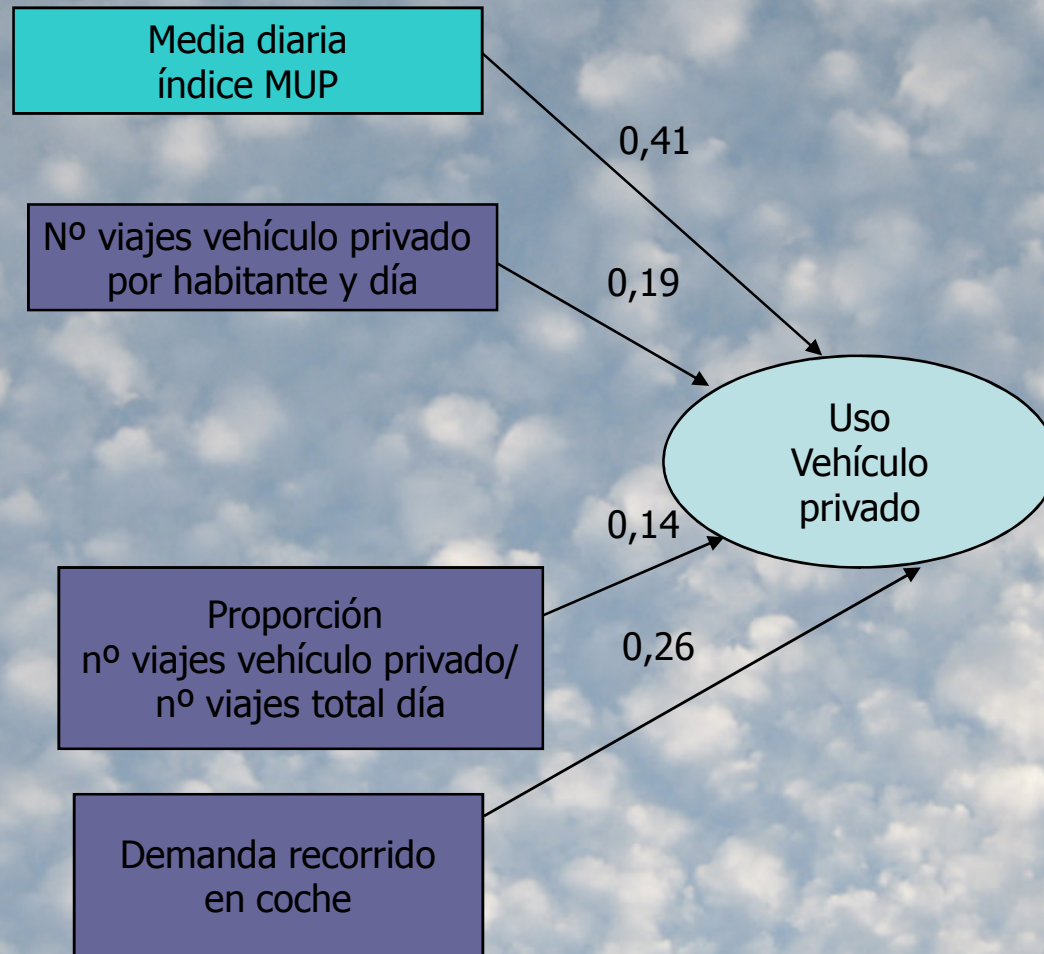 Media diaria
índice MUP
0,41
Nº viajes vehículo privado
por habitante y día
0,19
Uso
Vehículo
privado
0,14
Proporción
nº viajes vehículo privado/
nº viajes total día
0,26
Demanda recorrido
en coche